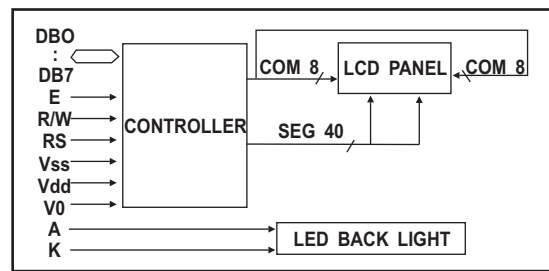 DBO
:
DB7
E
R/W
RS
Vss
Vdd
V0
A
K
CONTROLLER
COM 8
LCD PANEL
COM 8
SEG 40
LED BACK LIGHT